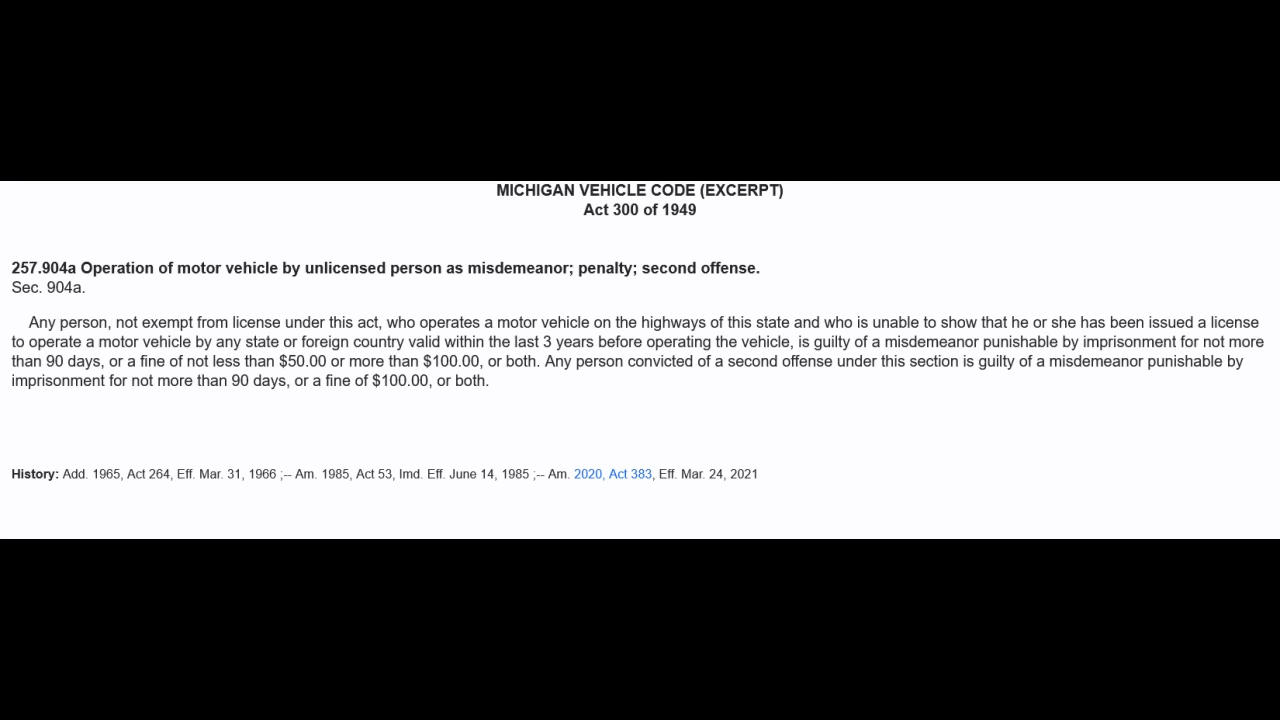 MICHIGAN VEHICLE CODE (EXCERPT)
Act 300 of 1949
257.904a Operation of motor vehicle by unlicensed person as misdemeanor; penalty; second offense.
Sec. 904a.
Any person, not exempt from license under this act, who operates a motor vehicle on the highways of this state and who is unable to show that he or she has been issued a license
to operate a motor vehicle by any state or foreign country valid within the last 3 years before operating the vehicle, is guilty of a misdemeanor punishable by imprisonment for not more
than 90 days, or a fine of not less than $50.00 or more than $100.00, or both. Any person convicted of a second offense under this section is guilty of a misdemeanor punishable by
imprisonment for not more than 90 days, or a fine of $100.00, or both.
History: Add. 1965, Act 264, Eff. Mar. 31, 1966 ;-- Am. 1985, Act 53, Imd. Eff. June 14, 1985 ;-- Am. 2020, Act 383, Eff. Mar. 24, 2021